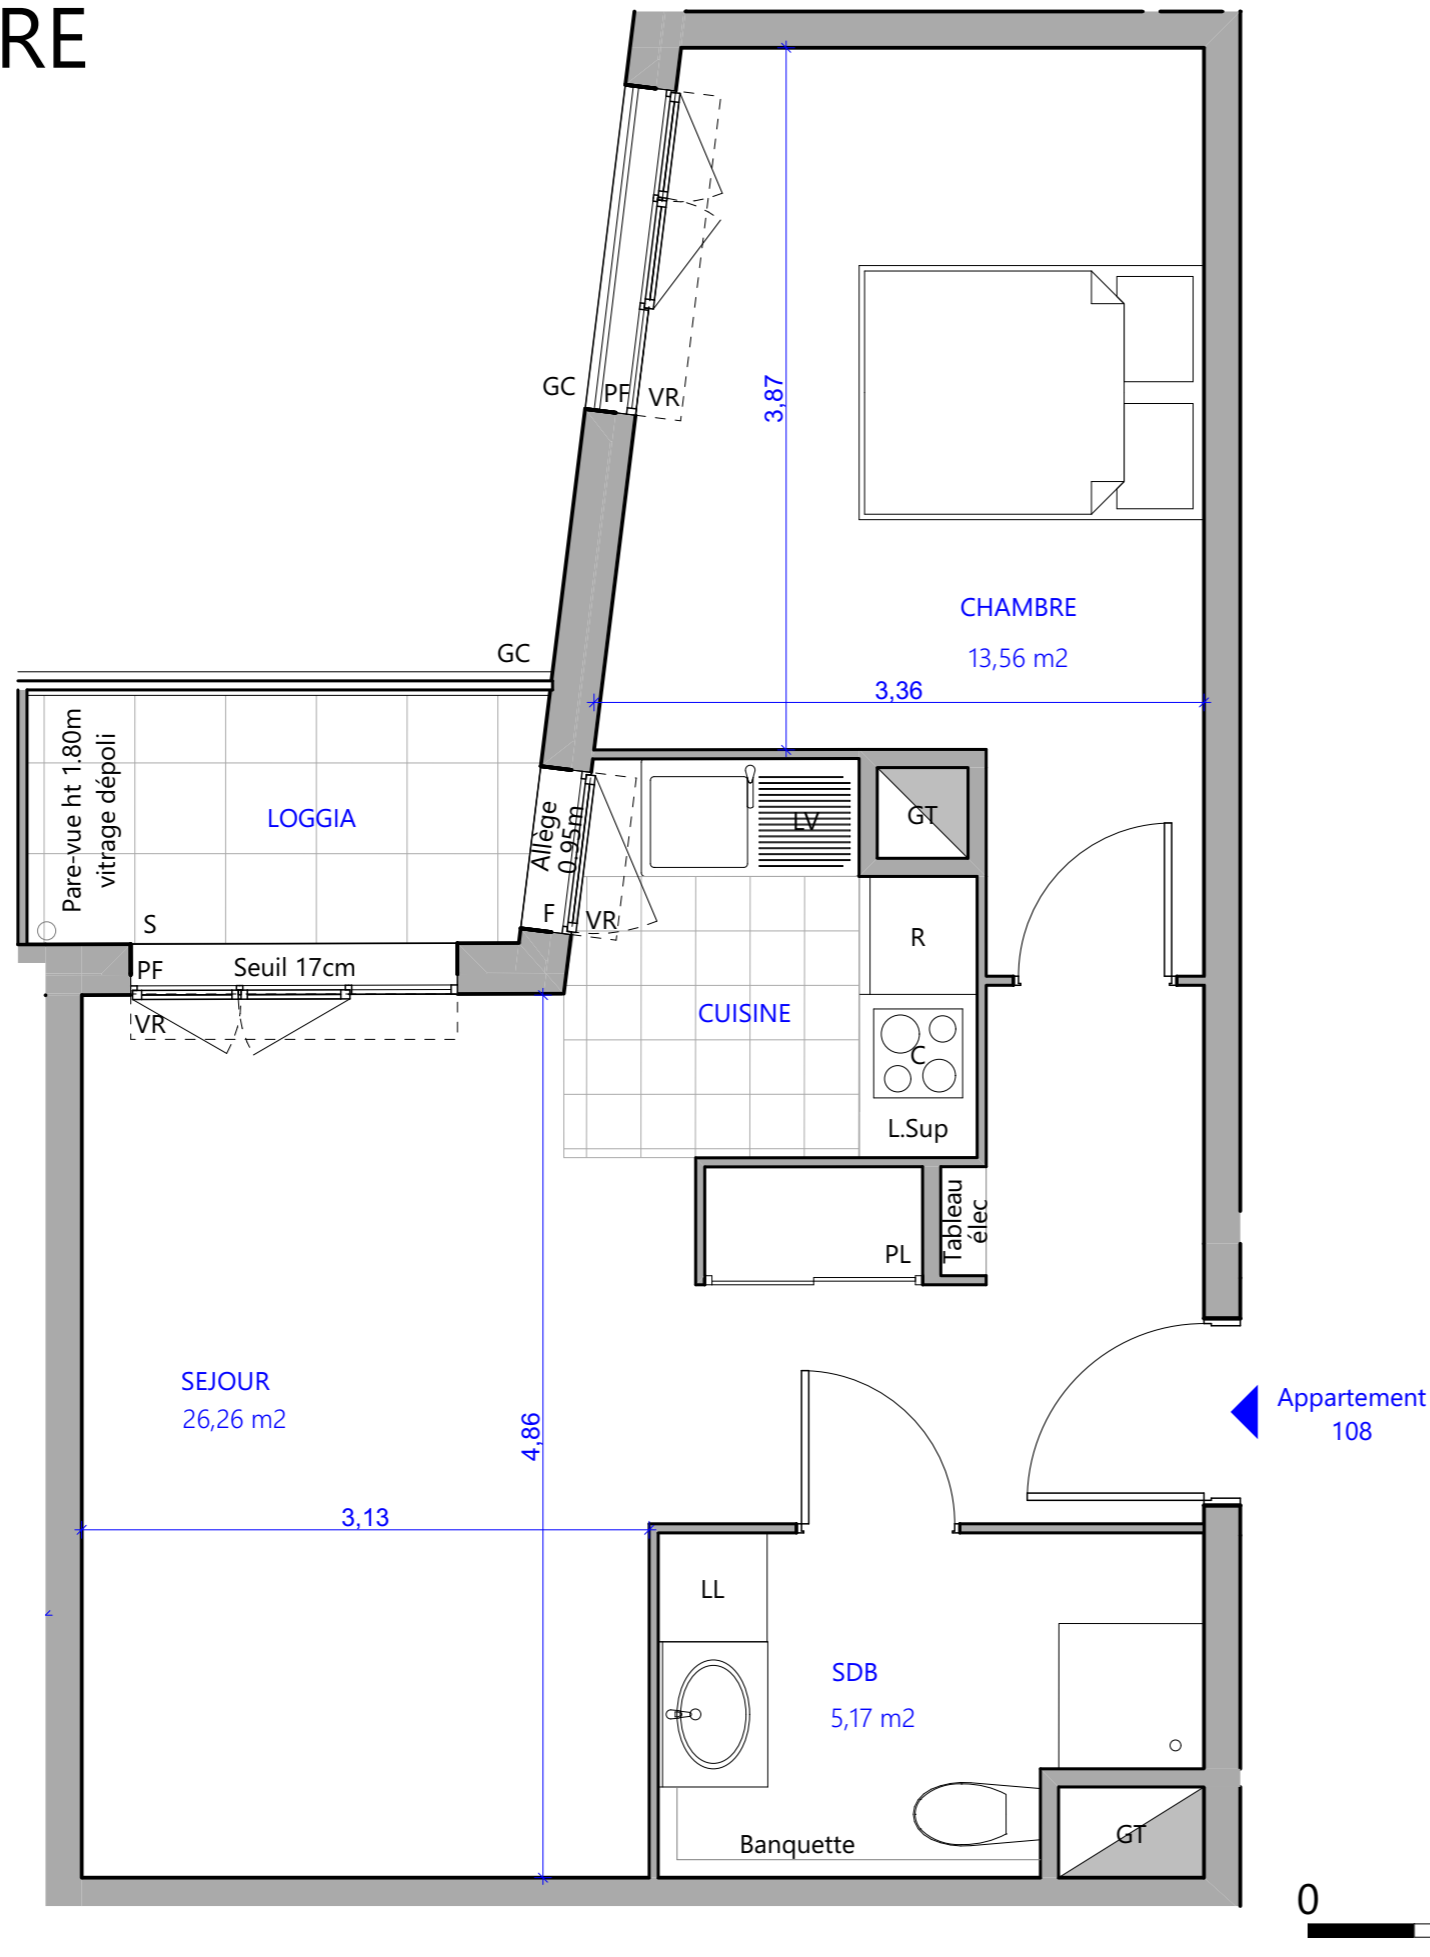 RE
GC
PF
VR
3,87
CHAMBRE
13,56 m2
3,36
GC
Pare-vue ht 1.80m
vitrage dépoli
LOGGIA
Allège
0.95m
LV
GT
S
F
VR
R
PF
Seuil 17cm
CUISINE
VR
C
L.Sup
Tableau
élec
PL
SEJOUR
26,26 m2
4,86
Appartement
108
3,13
LL
SDB
5,17 m2
Banquette
GT
0